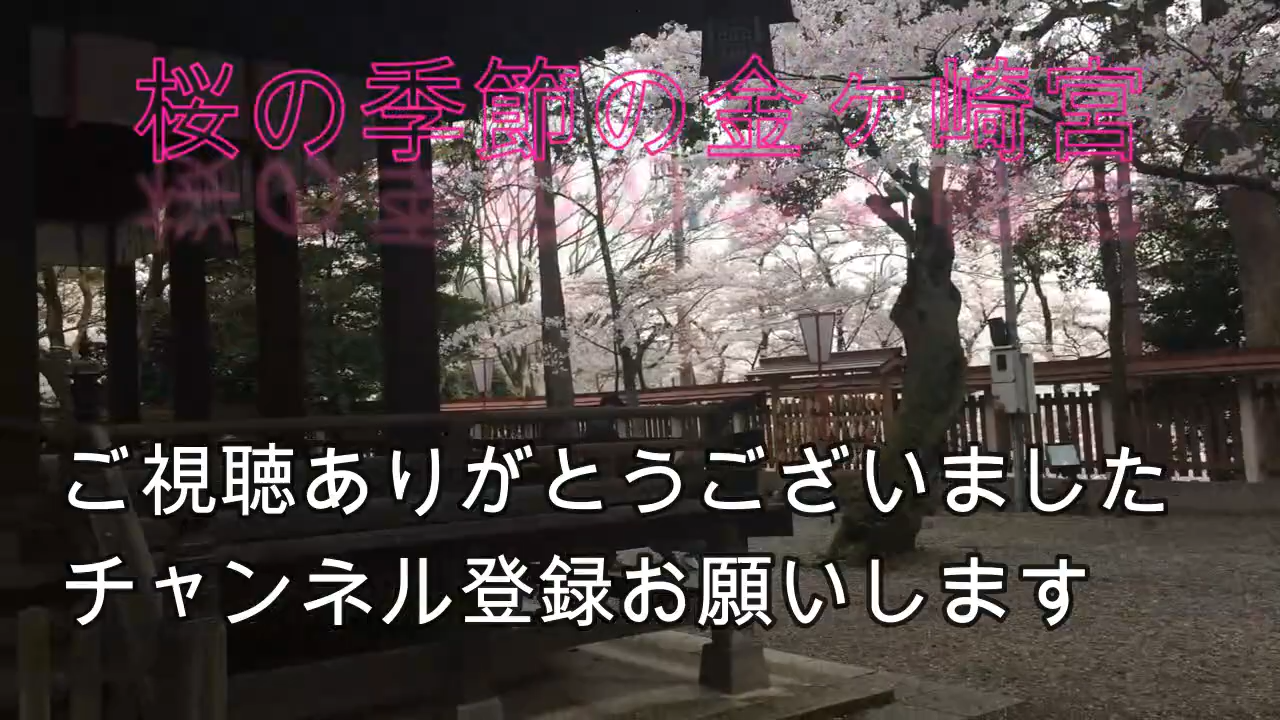 桜の季節の金ヶ崎宮
ご視聴ありがとうございました
チャンネル登録お願いします